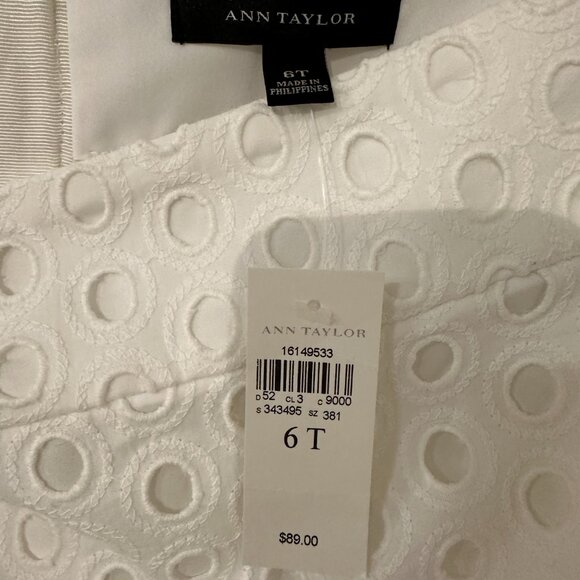 ANN TAYLOR
6T
MADE IN
PHILIPPINES
ANN TAYLOR
16149533
D 52 CL 3 C 9000
S 343495 SZ 381
6 T
$89.00